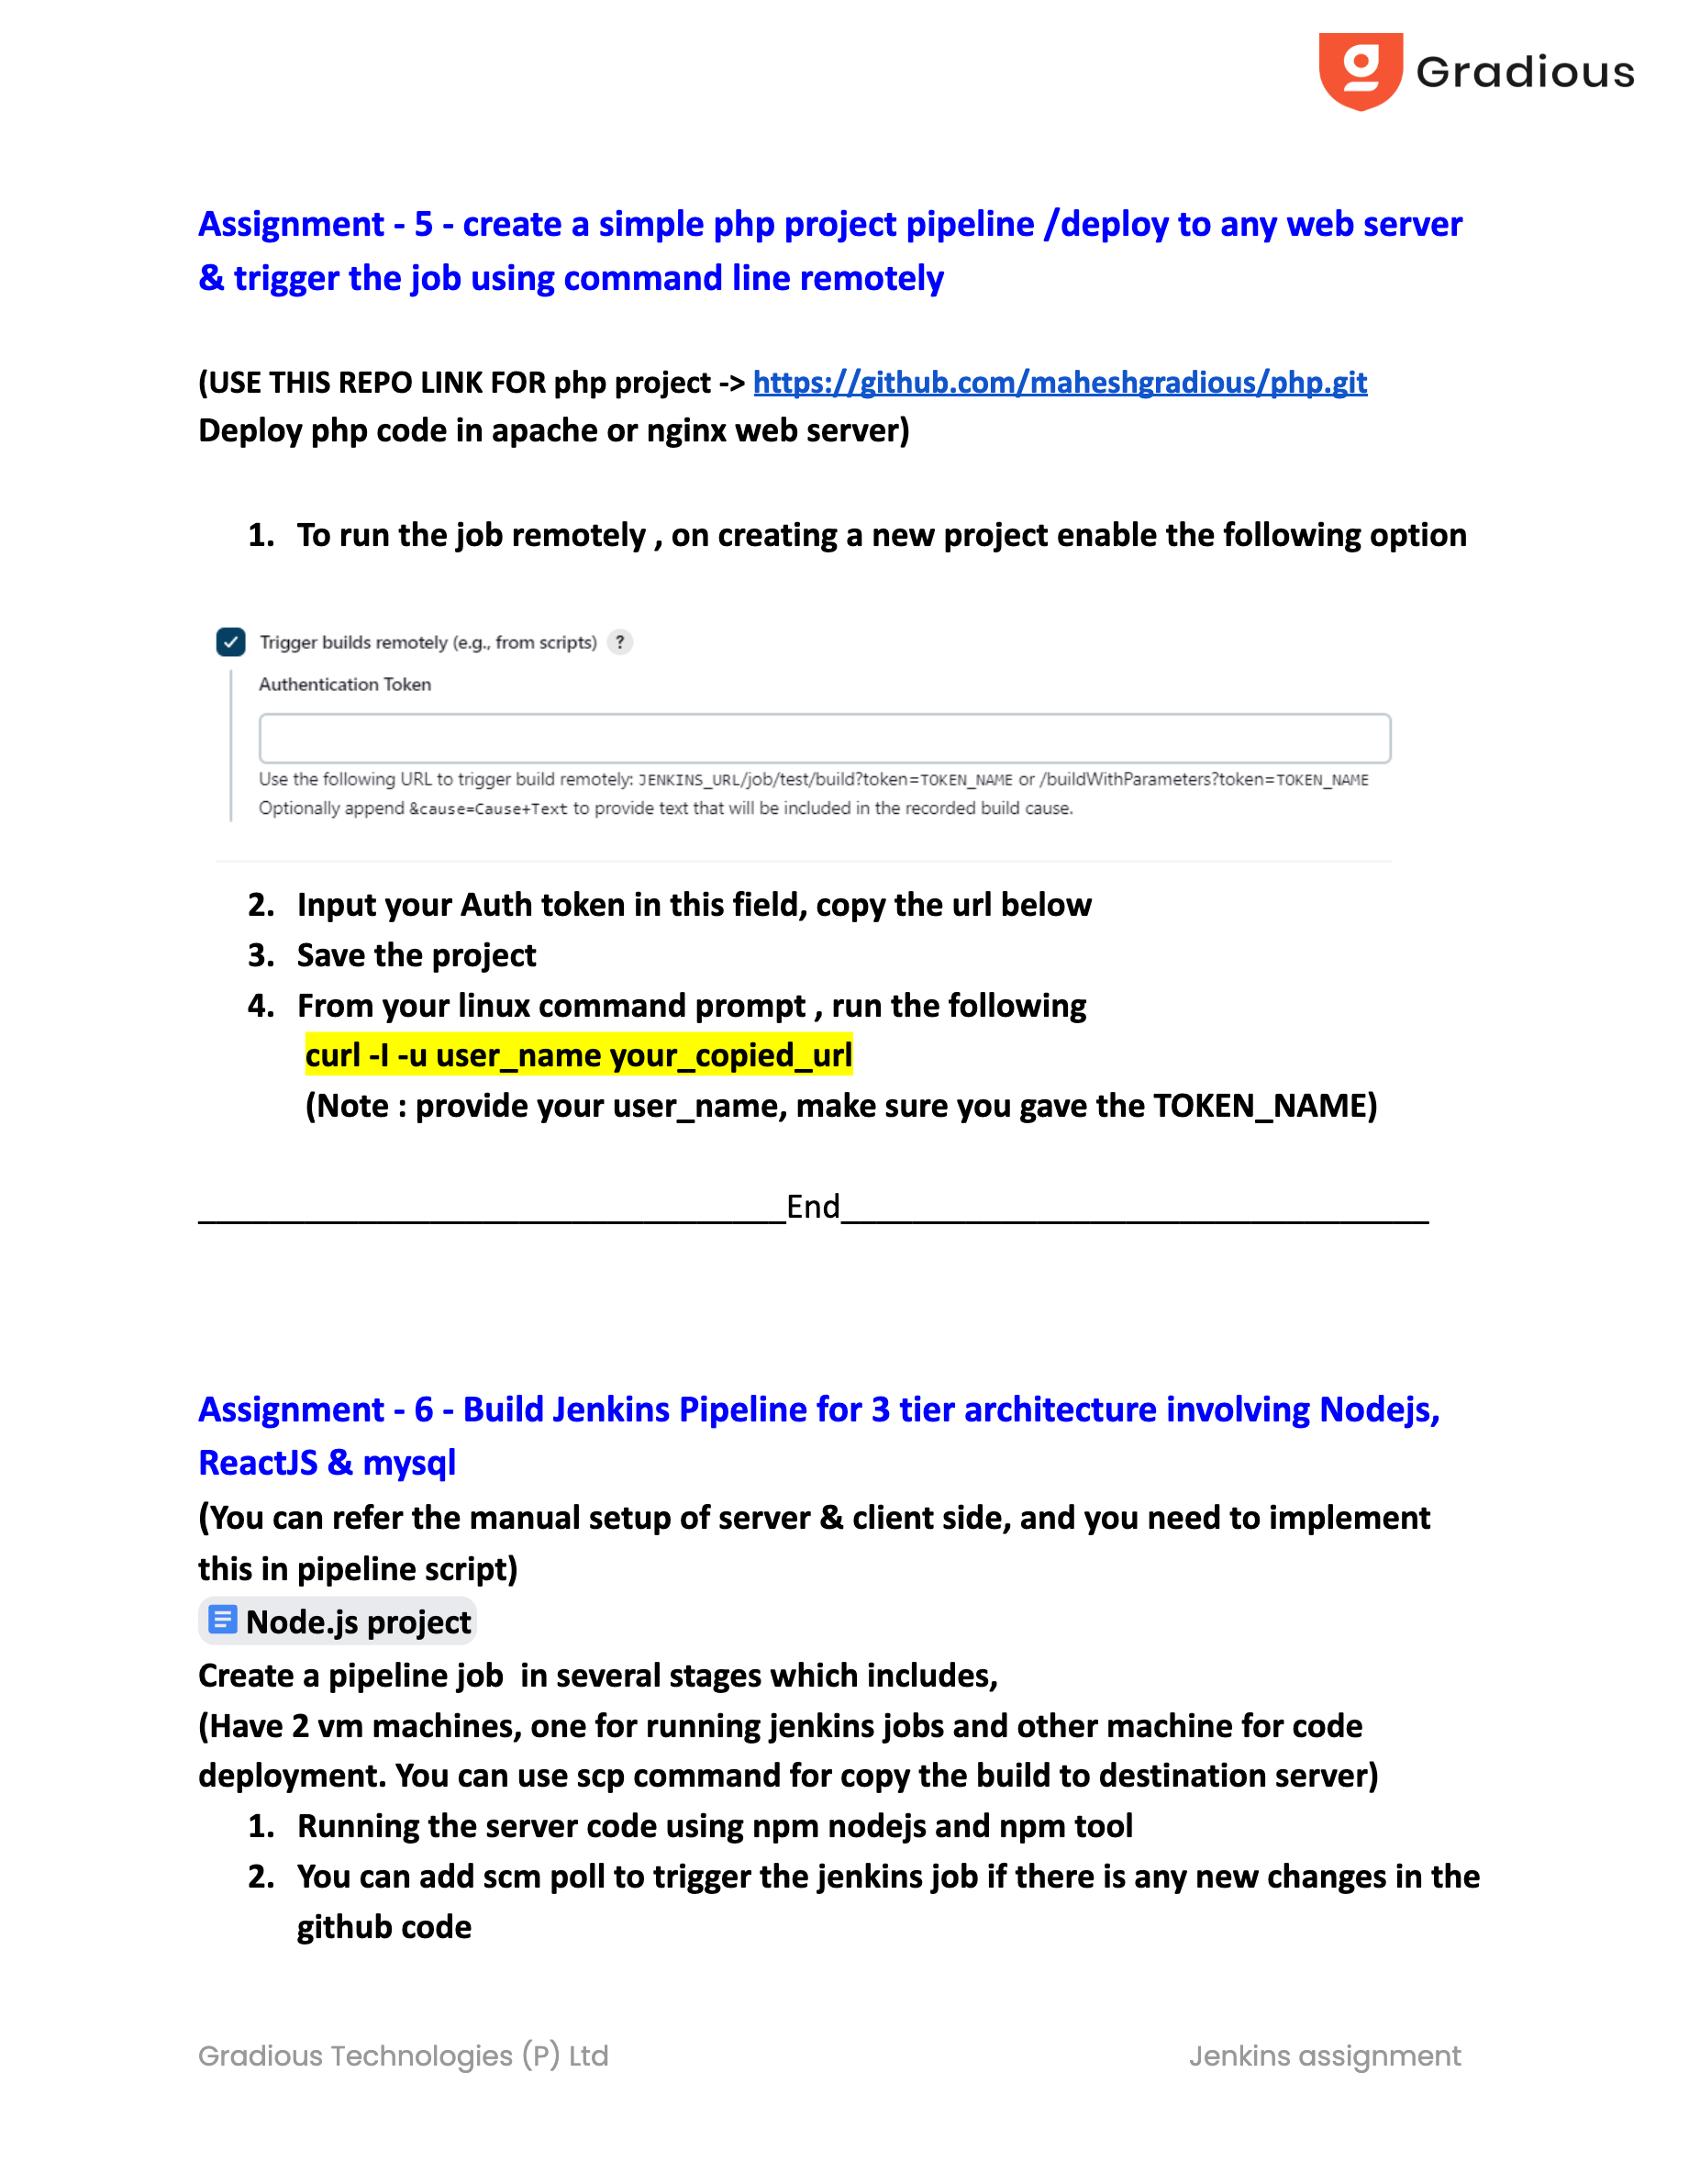 Gradious
Assignment - 5 - create a simple php project pipeline /deploy to any web server
& trigger the job using command line remotely
(USE THIS REPO LINK FOR php project -> https://github.com/maheshgradious/php.git
Deploy php code in apache or nginx web server)
1. To run the job remotely , on creating a new project enable the following option
Trigger builds remotely (e.g., from scripts) ?
Authentication Token
Use the following URL to trigger build remotely: JENKINS_URL/job/test/build?token=TOKEN_NAME or /buildWithParameters?token=TOKEN_NAME
Optionally append &cause=Cause+Text to provide text that will be included in the recorded build cause.
2. Input your Auth token in this field, copy the url below
3. Save the project
4. From your linux command prompt , run the following
curl -I -u user_name your_copied_url
(Note : provide your user_name, make sure you gave the TOKEN_NAME)
_________________________________End_________________________________
Assignment - 6 - Build Jenkins Pipeline for 3 tier architecture involving Nodejs,
ReactJS & mysql
(You can refer the manual setup of server & client side, and you need to implement
this in pipeline script)
Node.js project
Create a pipeline job  in several stages which includes,
(Have 2 vm machines, one for running jenkins jobs and other machine for code
deployment. You can use scp command for copy the build to destination server)
1. Running the server code using npm nodejs and npm tool
2. You can add scm poll to trigger the jenkins job if there is any new changes in the
github code
Gradious Technologies (P) Ltd
Jenkins assignment